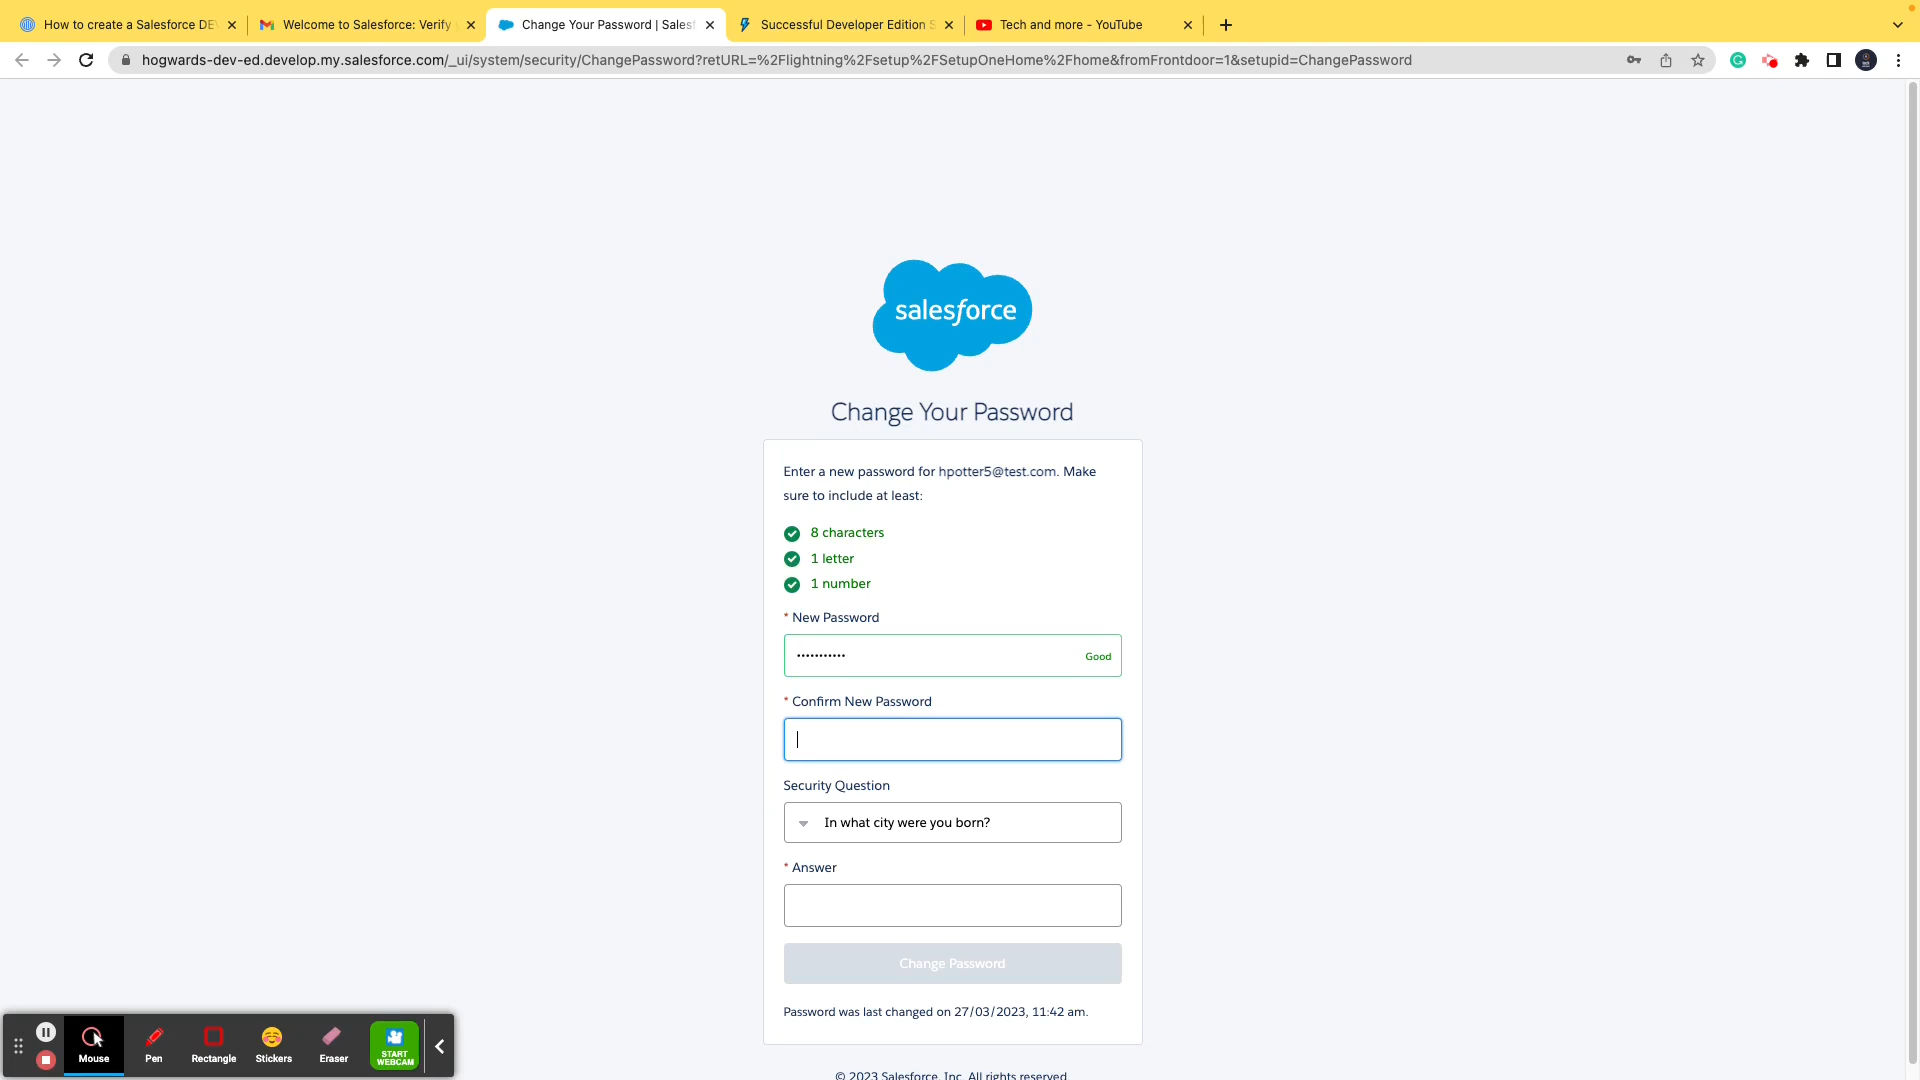 How to create a Salesforce DEV
Welcome to Salesforce: Verify
Change Your Password | Salesf
Successful Developer Edition S
Tech and more - YouTube
hogwards-dev-ed.develop.my.salesforce.com/_ui/system/security/ChangePassword?retURL=%2Flightning%2Fsetup%2FSetupOneHome%2Fhome&fromFrontdoor=1&setupid=ChangePassword
salesforce
Change Your Password
Enter a new password for hpotter5@test.com. Make
sure to include at least:
8 characters
1 letter
1 number
* New Password
•••••••••••
Good
* Confirm New Password
Security Question
In what city were you born?
* Answer
Change Password
Password was last changed on 27/03/2023, 11:42 am.
© 2023 Salesforce, Inc. All rights reserved.
Mouse
Pen
Rectangle
Stickers
Eraser
START
WEBCAM